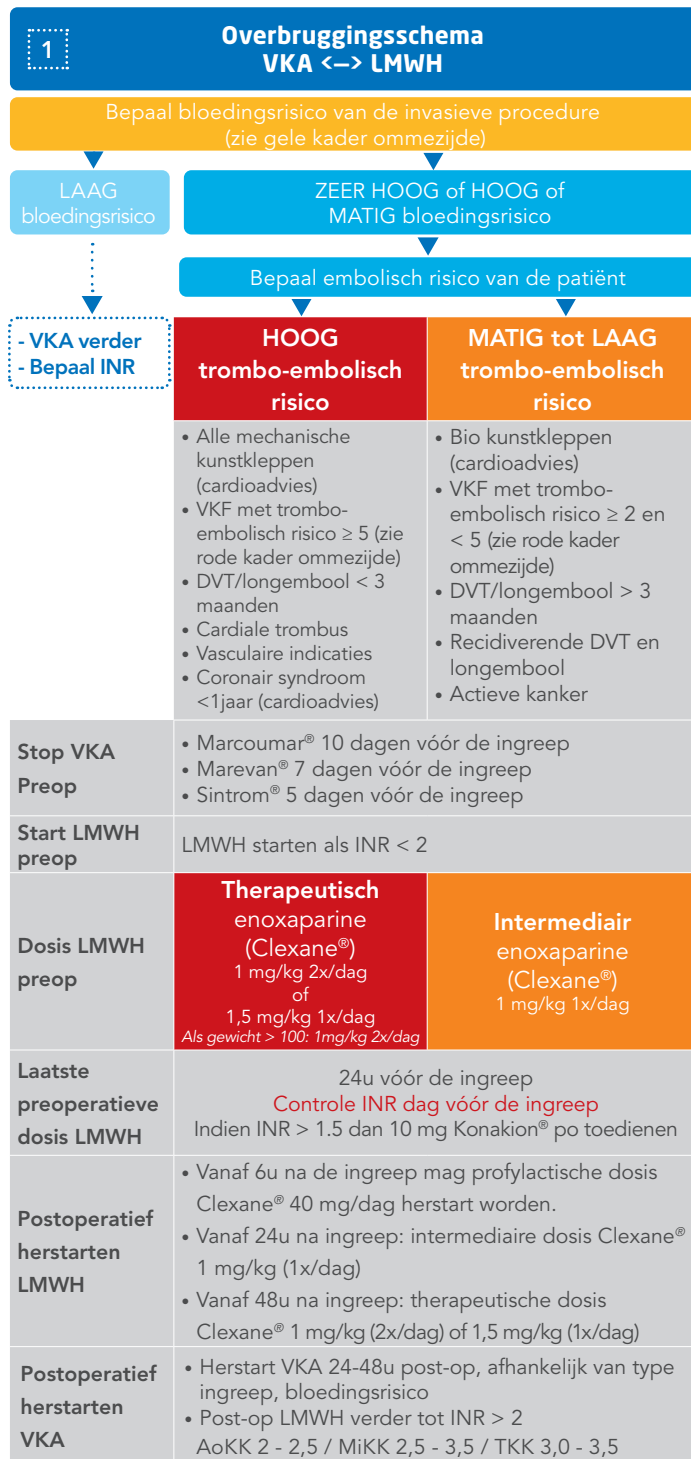 1
Overbruggingsschema
VKA <–> LMWH
Bepaal bloedingsrisico van de invasieve procedure
(zie gele kader ommezijde)
LAAG
bloedingsrisico
ZEER HOOG of HOOG of
MATIG bloedingsrisico
Bepaal embolisch risico van de patiënt
- VKA verder
- Bepaal INR
HOOG
trombo-embolisch
risico
MATIG tot LAAG
trombo-embolisch
risico
• Alle mechanische
kunstkleppen
(cardioadvies)
• VKF met trombo-
embolisch risico ≥ 5 (zie
rode kader ommezijde)
• DVT/longembool < 3
maanden
• Cardiale trombus
• Vasculaire indicaties
• Coronair syndroom
<1jaar (cardioadvies)
• Bio kunstkleppen
(cardioadvies)
• VKF met trombo-
embolisch risico ≥ 2 en
< 5 (zie rode kader
ommezijde)
• DVT/longembool > 3
maanden
• Recidiverende DVT en
longembool
• Actieve kanker
Stop VKA
Preop
• Marcoumar® 10 dagen vóór de ingreep
• Marevan® 7 dagen vóór de ingreep
• Sintrom® 5 dagen vóór de ingreep
Start LMWH
preop
LMWH starten als INR < 2
Dosis LMWH
preop
Therapeutisch
enoxaparine
(Clexane®)
1 mg/kg 2x/dag
of
1,5 mg/kg 1x/dag
Als gewicht > 100: 1mg/kg 2x/dag
Intermediair
enoxaparine
(Clexane®)
1 mg/kg 1x/dag
Laatste
preoperatieve
dosis LMWH
24u vóór de ingreep
Controle INR dag vóór de ingreep
Indien INR > 1.5 dan 10 mg Konakion® po toedienen
Postoperatief
herstarten
LMWH
• Vanaf 6u na de ingreep mag profylactische dosis
Clexane® 40 mg/dag herstart worden.
• Vanaf 24u na ingreep: intermediaire dosis Clexane®
1 mg/kg (1x/dag)
• Vanaf 48u na ingreep: therapeutische dosis
Clexane® 1 mg/kg (2x/dag) of 1,5 mg/kg (1x/dag)
Postoperatief
herstarten
VKA
• Herstart VKA 24-48u post-op, afhankelijk van type
ingreep, bloedingsrisico
• Post-op LMWH verder tot INR > 2
AoKK 2 - 2,5 / MiKK 2,5 - 3,5 / TKK 3,0 - 3,5